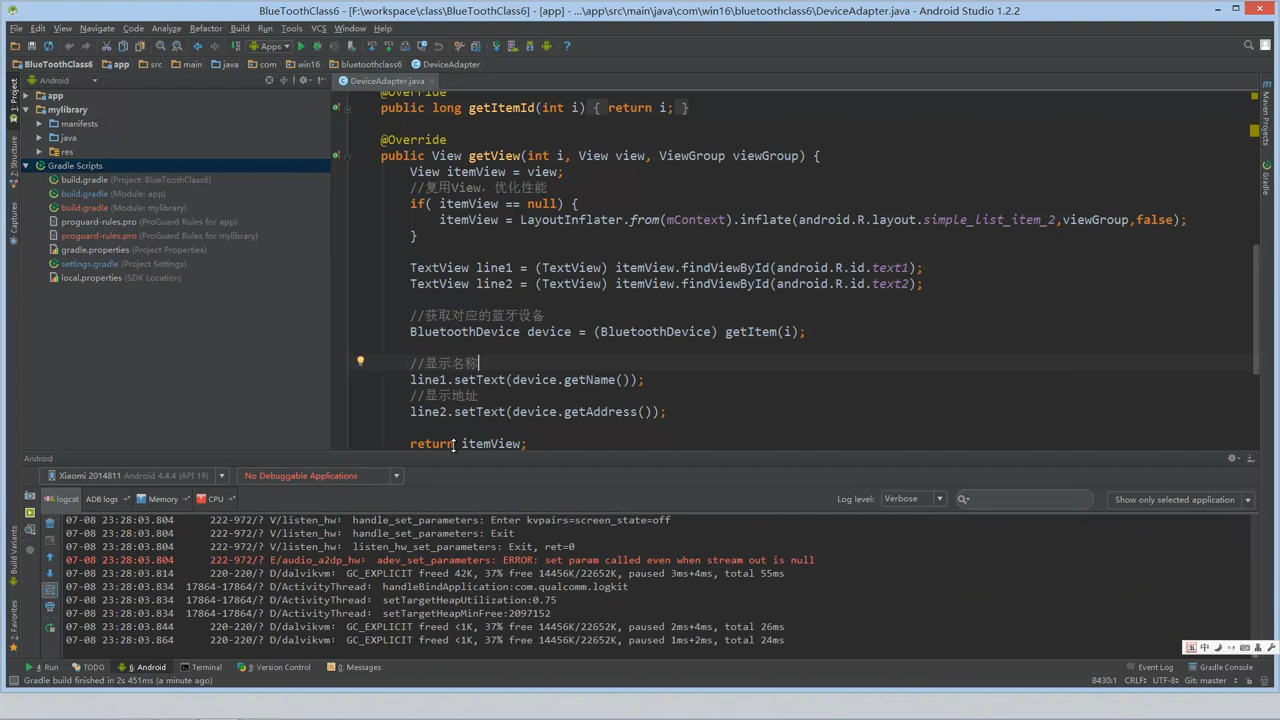 BlueToothClass6 - [F:\workspace\class\BlueToothClass6] - [app] - ...\app\src\main\java\com\win16\bluetoothclass6\DeviceAdapter.java - Android Studio 1.2.2
File Edit View Navigate Code Analyze Refactor Build Run Tools VCS Window Help
Apps
BlueToothClass6 app src main java com win16 bluetoothclass6 DeviceAdapter
Android
DeviceAdapter.java
1: Project
Z: Structure
Captures
Build Variants
2: Favorites
Maven Projects
Gradle
app
mylibrary
manifests
java
res
Gradle Scripts
build.gradle (Project: BlueToothClass6)
build.gradle (Module: app)
build.gradle (Module: mylibrary)
proguard-rules.pro (ProGuard Rules for app)
proguard-rules.pro (ProGuard Rules for mylibrary)
gradle.properties (Project Properties)
settings.gradle (Project Settings)
local.properties (SDK Location)
@Override
public long getItemId(int i) { return i; }
@Override
public View getView(int i, View view, ViewGroup viewGroup) {
View itemView = view;
//复用View，优化性能
if( itemView == null) {
itemView = LayoutInflater.from(mContext).inflate(android.R.layout.simple_list_item_2,viewGroup,false);
}
TextView line1 = (TextView) itemView.findViewById(android.R.id.text1);
TextView line2 = (TextView) itemView.findViewById(android.R.id.text2);
//获取对应的蓝牙设备
BluetoothDevice device = (BluetoothDevice) getItem(i);
//显示名称
line1.setText(device.getName());
//显示地址
line2.setText(device.getAddress());
return itemView;
Android
Xiaomi 2014811 Android 4.4.4 (API 19)
No Debuggable Applications
logcat ADB logs Memory CPU
Log level: Verbose
Show only selected application
07-08 23:28:03.804 222-972/? V/listen_hw﹕ handle_set_parameters: Enter kvpairs=screen_state=off
07-08 23:28:03.804 222-972/? V/listen_hw﹕ handle_set_parameters: Exit
07-08 23:28:03.804 222-972/? V/listen_hw﹕ listen_hw_set_parameters: Exit, ret=0
07-08 23:28:03.804 222-972/? E/audio_a2dp_hw﹕ adev_set_parameters: ERROR: set param called even when stream out is null
07-08 23:28:03.814 220-220/? D/dalvikvm﹕ GC_EXPLICIT freed 42K, 37% free 14456K/22652K, paused 3ms+4ms, total 55ms
07-08 23:28:03.834 17864-17864/? D/ActivityThread﹕ handleBindApplication:com.qualcomm.logkit
07-08 23:28:03.834 17864-17864/? D/ActivityThread﹕ setTargetHeapUtilization:0.75
07-08 23:28:03.834 17864-17864/? D/ActivityThread﹕ setTargetHeapMinFree:2097152
07-08 23:28:03.844 220-220/? D/dalvikvm﹕ GC_EXPLICIT freed <1K, 37% free 14456K/22652K, paused 2ms+4ms, total 26ms
07-08 23:28:03.864 220-220/? D/dalvikvm﹕ GC_EXPLICIT freed <1K, 37% free 14456K/22652K, paused 1ms+2ms, total 24ms
中
4: Run TODO 6: Android Terminal 9: Version Control 0: Messages
Event Log Gradle Console
Gradle build finished in 2s 451ms (a minute ago)
8430:1 CRLF÷ UTF-8÷ Git: master÷